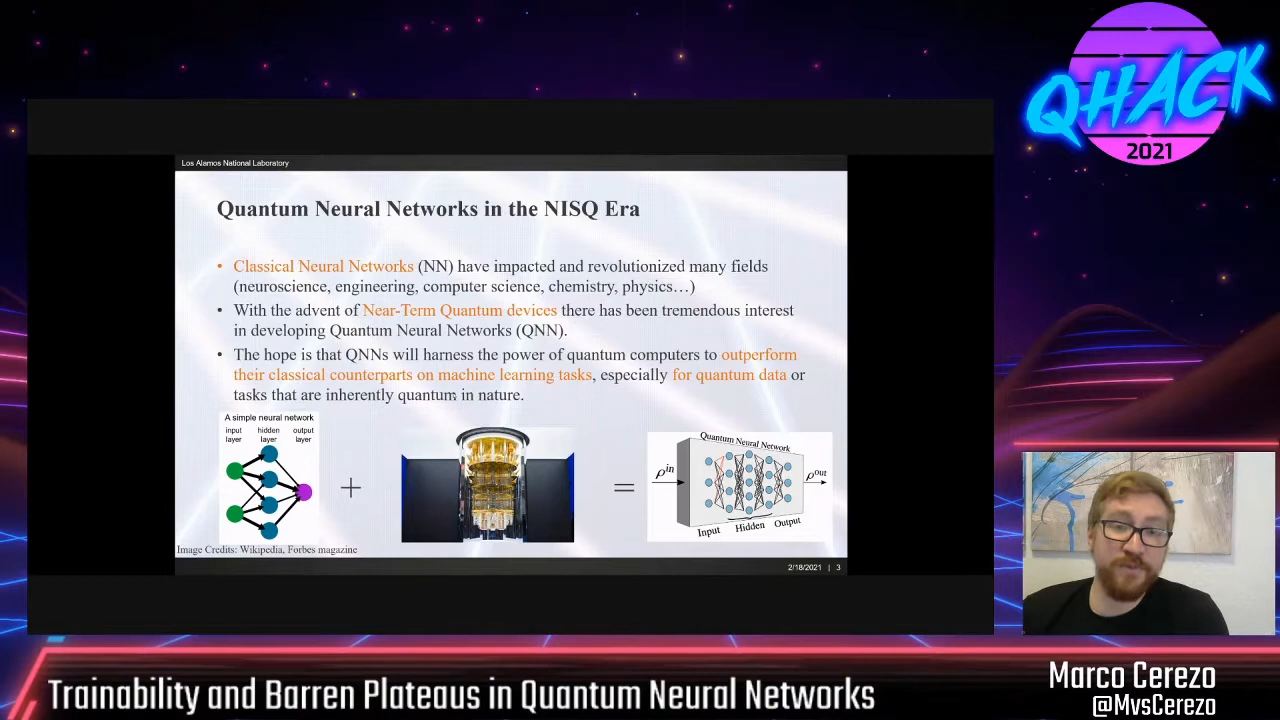 QHACK
2021
Los Alamos National Laboratory
Quantum Neural Networks in the NISQ Era
• Classical Neural Networks (NN) have impacted and revolutionized many fields
(neuroscience, engineering, computer science, chemistry, physics…)
• With the advent of Near-Term Quantum devices there has been tremendous interest
in developing Quantum Neural Networks (QNN).
• The hope is that QNNs will harness the power of quantum computers to outperform
their classical counterparts on machine learning tasks, especially for quantum data or
tasks that are inherently quantum in nature.
A simple neural network
input layer
hidden layer
output layer
+
=
Quantum Neural Network
ρ^in
ρ^out
Input Hidden Output
Image Credits: Wikipedia, Forbes magazine
2/18/2021 | 3
Trainability and Barren Plateaus in Quantum Neural Networks
Marco Cerezo
@MvsCerezo